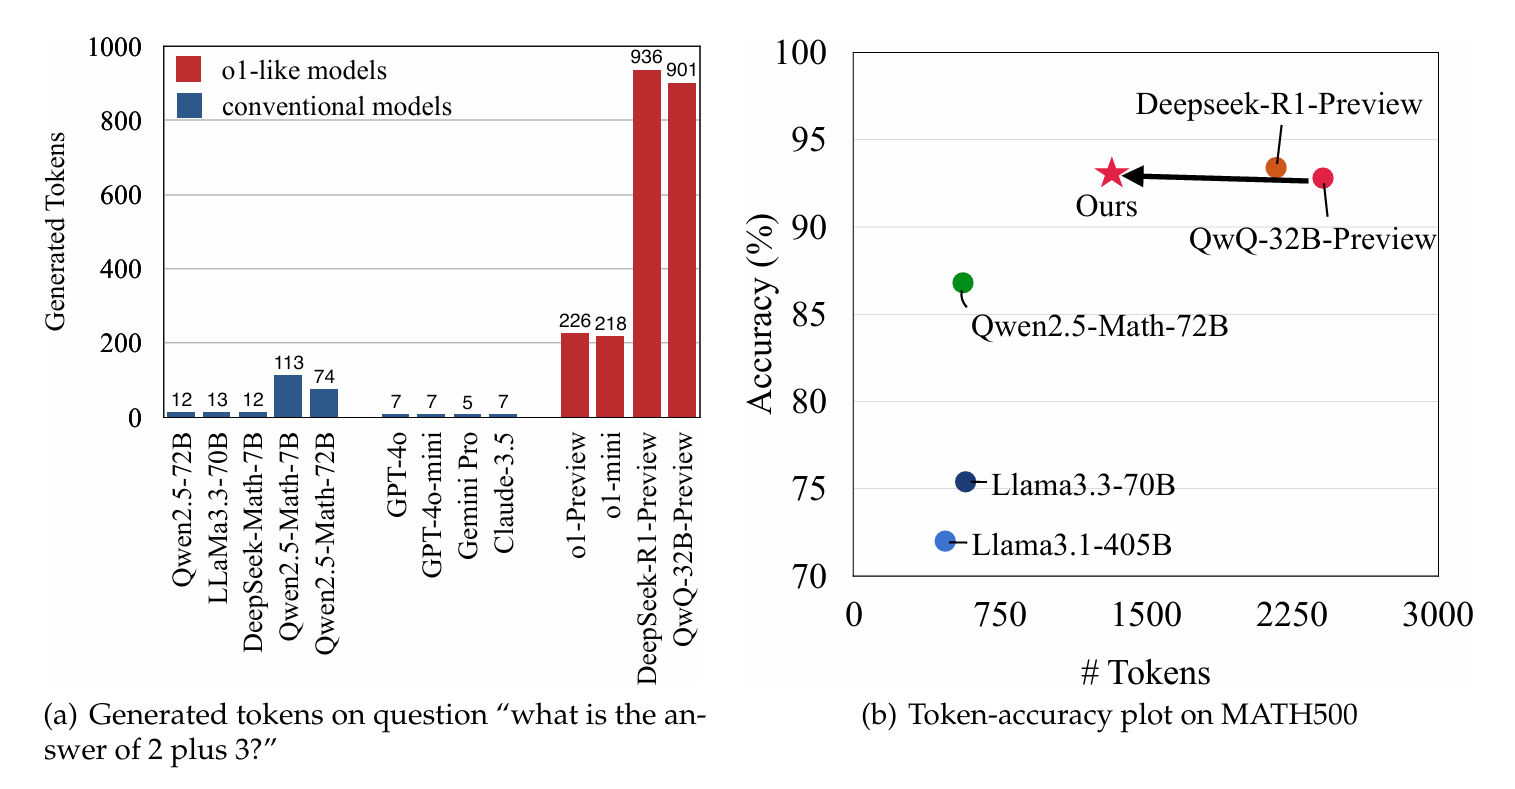 1000
800
600
400
200
0
Generated Tokens
o1-like models
conventional models
12
13
12
113
74
7
7
5
7
226
218
936
901
Qwen2.5-72B
LLaMa3.3-70B
DeepSeek-Math-7B
Qwen2.5-Math-7B
Qwen2.5-Math-72B
GPT-4o
GPT-4o-mini
Gemini Pro
Claude-3.5
o1-Preview
o1-mini
DeepSeek-R1-Preview
QwQ-32B-Preview
(a) Generated tokens on question “what is the an-
swer of 2 plus 3?”
100
95
90
85
80
75
70
Accuracy (%)
Deepseek-R1-Preview
Ours
QwQ-32B-Preview
Qwen2.5-Math-72B
Llama3.3-70B
Llama3.1-405B
0
750
1500
2250
3000
# Tokens
(b) Token-accuracy plot on MATH500